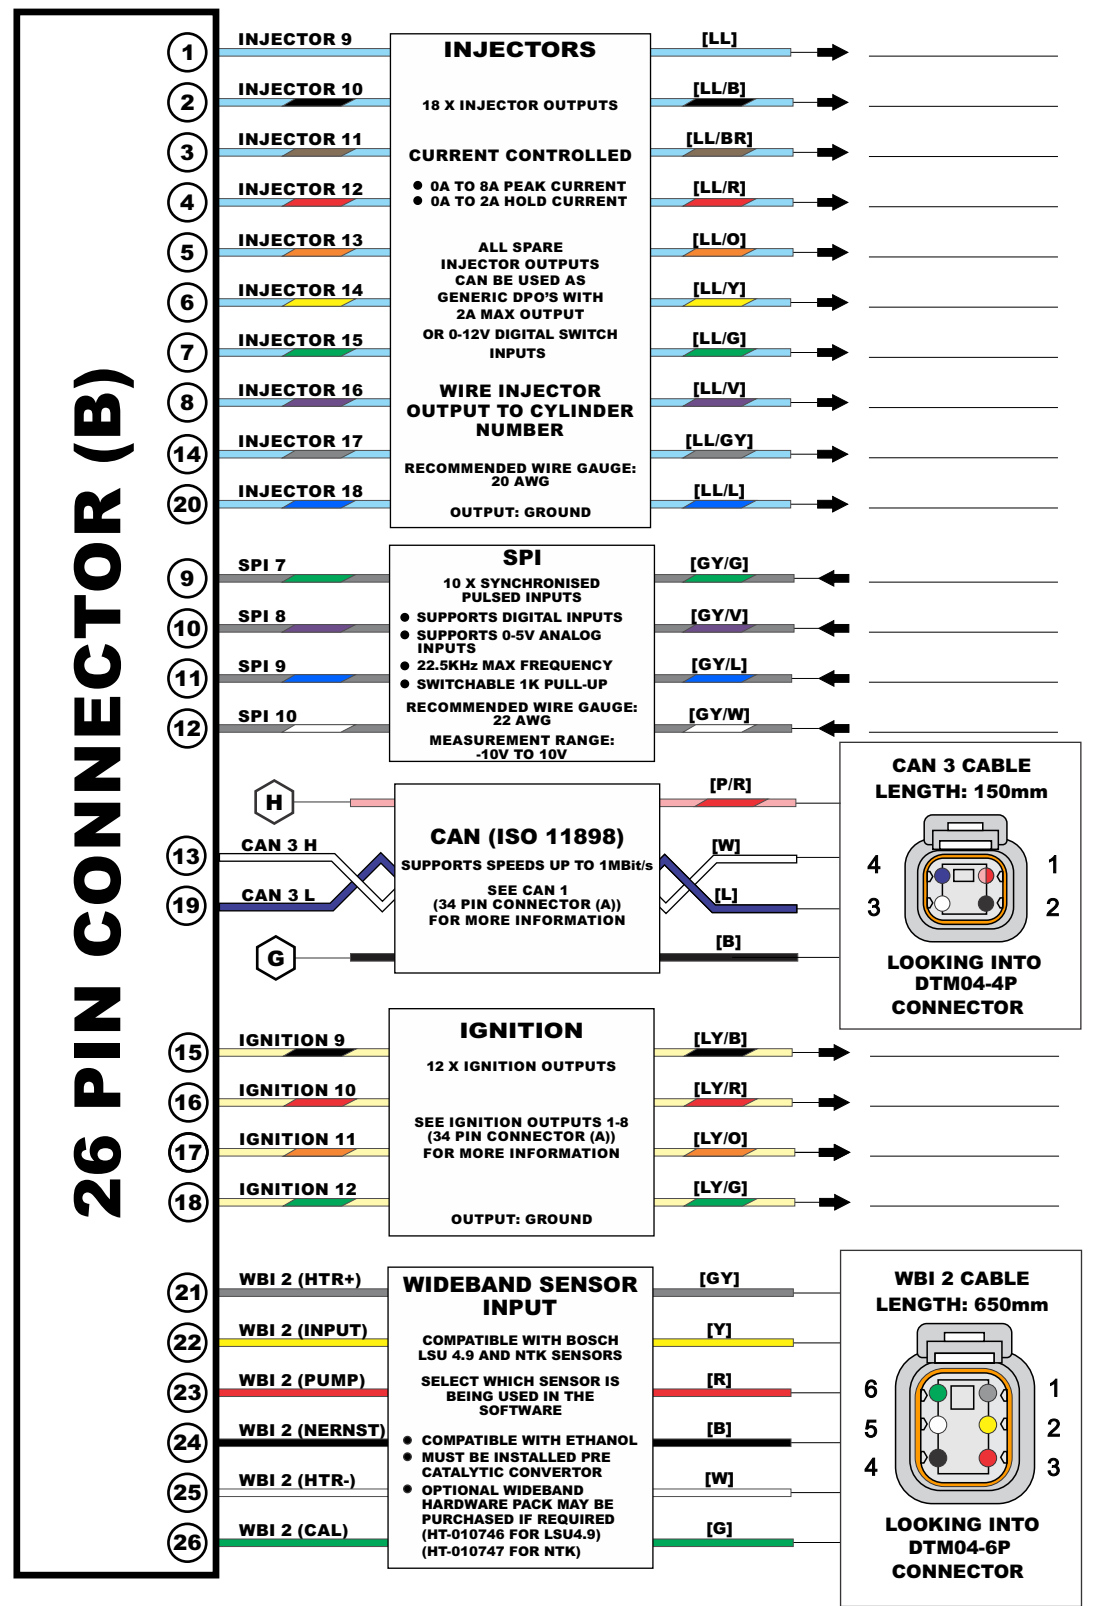 26 PIN CONNECTOR (B)
1 INJECTOR 9 [LL]
2 INJECTOR 10 [LL/B]
3 INJECTOR 11 [LL/BR]
4 INJECTOR 12 [LL/R]
5 INJECTOR 13 [LL/O]
6 INJECTOR 14 [LL/Y]
7 INJECTOR 15 [LL/G]
8 INJECTOR 16 [LL/V]
14 INJECTOR 17 [LL/GY]
20 INJECTOR 18 [LL/L]
INJECTORS
18 X INJECTOR OUTPUTS
CURRENT CONTROLLED
● 0A TO 8A PEAK CURRENT
● 0A TO 2A HOLD CURRENT
ALL SPARE
INJECTOR OUTPUTS
CAN BE USED AS
GENERIC DPO'S WITH
2A MAX OUTPUT
OR 0-12V DIGITAL SWITCH
INPUTS
WIRE INJECTOR
OUTPUT TO CYLINDER
NUMBER
RECOMMENDED WIRE GAUGE:
20 AWG
OUTPUT: GROUND
9 SPI 7 [GY/G]
10 SPI 8 [GY/V]
11 SPI 9 [GY/L]
12 SPI 10 [GY/W]
SPI
10 X SYNCHRONISED
PULSED INPUTS
● SUPPORTS DIGITAL INPUTS
● SUPPORTS 0-5V ANALOG
INPUTS
● 22.5KHz MAX FREQUENCY
● SWITCHABLE 1K PULL-UP
RECOMMENDED WIRE GAUGE:
22 AWG
MEASUREMENT RANGE:
-10V TO 10V
H [P/R]
13 CAN 3 H [W]
19 CAN 3 L [L]
G [B]
CAN (ISO 11898)
SUPPORTS SPEEDS UP TO 1MBit/s
SEE CAN 1
(34 PIN CONNECTOR (A))
FOR MORE INFORMATION
CAN 3 CABLE
LENGTH: 150mm
4 1
3 2
LOOKING INTO
DTM04-4P
CONNECTOR
15 IGNITION 9 [LY/B]
16 IGNITION 10 [LY/R]
17 IGNITION 11 [LY/O]
18 IGNITION 12 [LY/G]
IGNITION
12 X IGNITION OUTPUTS
SEE IGNITION OUTPUTS 1-8
(34 PIN CONNECTOR (A))
FOR MORE INFORMATION
OUTPUT: GROUND
21 WBI 2 (HTR+) [GY]
22 WBI 2 (INPUT) [Y]
23 WBI 2 (PUMP) [R]
24 WBI 2 (NERNST) [B]
25 WBI 2 (HTR-) [W]
26 WBI 2 (CAL) [G]
WIDEBAND SENSOR
INPUT
COMPATIBLE WITH BOSCH
LSU 4.9 AND NTK SENSORS
SELECT WHICH SENSOR IS
BEING USED IN THE
SOFTWARE
● COMPATIBLE WITH ETHANOL
● MUST BE INSTALLED PRE
CATALYTIC CONVERTOR
● OPTIONAL WIDEBAND
HARDWARE PACK MAY BE
PURCHASED IF REQUIRED
(HT-010746 FOR LSU4.9)
(HT-010747 FOR NTK)
WBI 2 CABLE
LENGTH: 650mm
6 1
5 2
4 3
LOOKING INTO
DTM04-6P
CONNECTOR